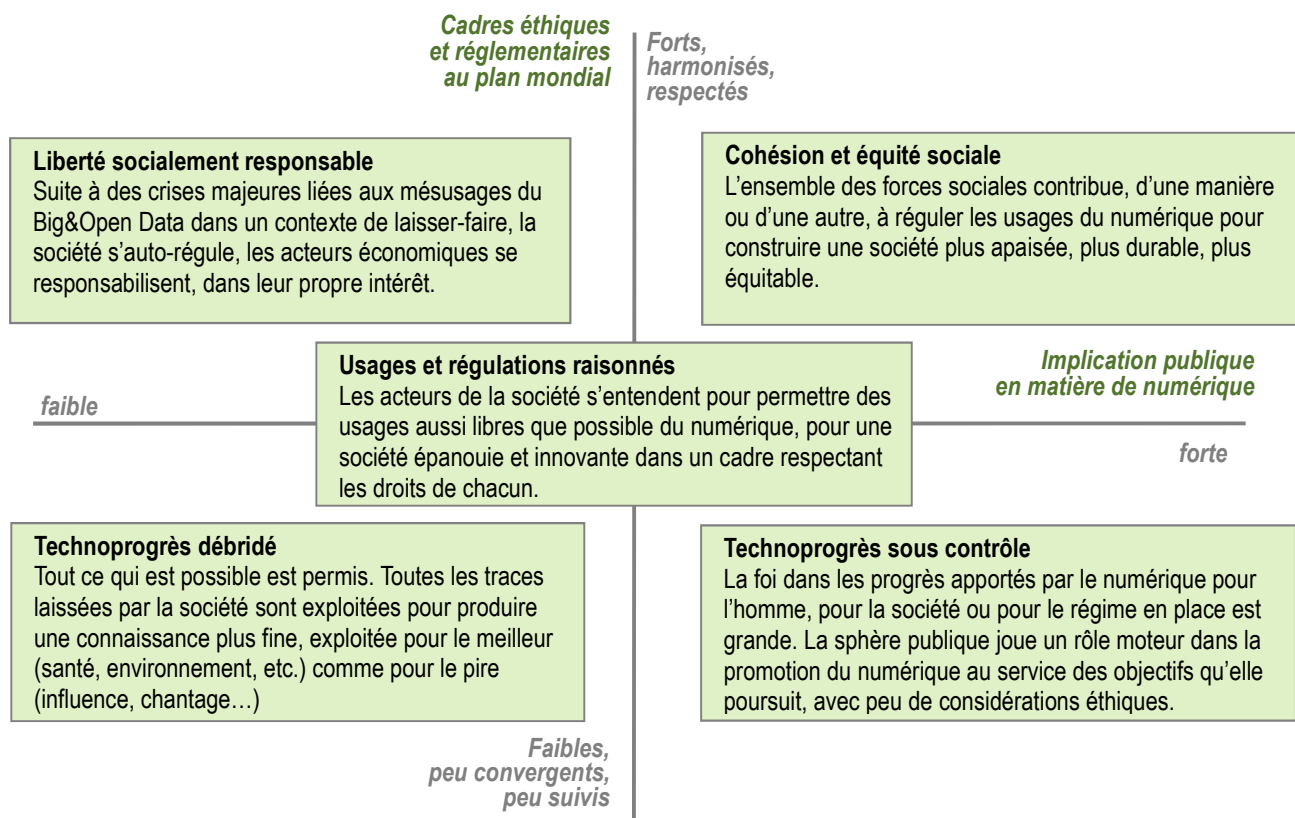 Cadres éthiques
et réglementaires
au plan mondial
Forts,
harmonisés,
respectés
Liberté socialement responsable
Suite à des crises majeures liées aux mésusages du
Big&Open Data dans un contexte de laisser-faire, la
société s’auto-régule, les acteurs économiques se
responsabilisent, dans leur propre intérêt.
Cohésion et équité sociale
L’ensemble des forces sociales contribue, d’une manière
ou d’une autre, à réguler les usages du numérique pour
construire une société plus apaisée, plus durable, plus
équitable.
faible
Usages et régulations raisonnés
Les acteurs de la société s’entendent pour permettre des
usages aussi libres que possible du numérique, pour une
société épanouie et innovante dans un cadre respectant
les droits de chacun.
Implication publique
en matière de numérique
forte
Technoprogrès débridé
Tout ce qui est possible est permis. Toutes les traces
laissées par la société sont exploitées pour produire
une connaissance plus fine, exploitée pour le meilleur
(santé, environnement, etc.) comme pour le pire
(influence, chantage…)
Technoprogrès sous contrôle
La foi dans les progrès apportés par le numérique pour
l’homme, pour la société ou pour le régime en place est
grande. La sphère publique joue un rôle moteur dans la
promotion du numérique au service des objectifs qu’elle
poursuit, avec peu de considérations éthiques.
Faibles,
peu convergents,
peu suivis